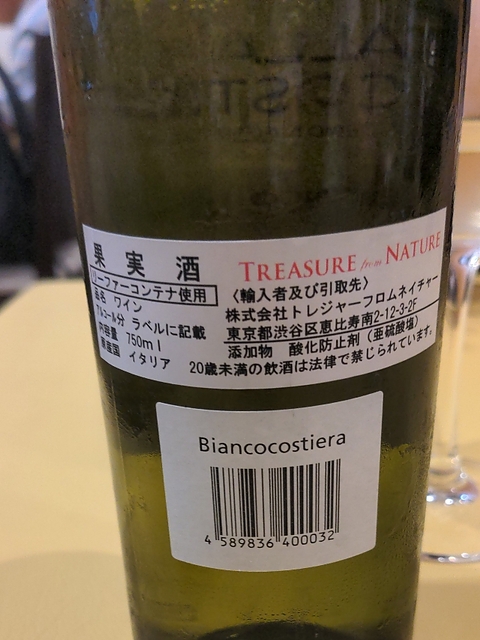 果実酒
TREASURE from NATURE
リーファーコンテナ使用
〈輸入者及び引取先〉
品名 ワイン
株式会社トレジャーフロムネイチャー
アルコール分 ラベルに記載
東京都渋谷区恵比寿南2-12-3-2F
内容量 750ml
添加物 酸化防止剤（亜硫酸塩）
原産国 イタリア
20歳未満の飲酒は法律で禁じられています。
Biancocostiera
4 589836 400032